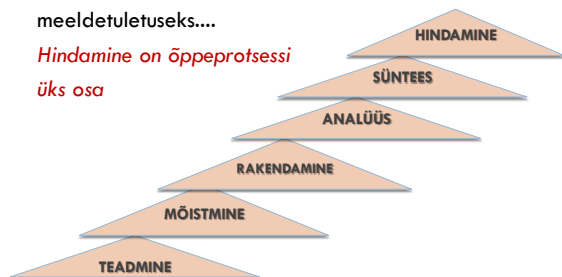 meeldetuletuseks....
Hindamine on õppeprotsessi
üks osa
HINDAMINE
SÜNTEES
ANALÜÜS
RAKENDAMINE
MÕISTMINE
TEADMINE